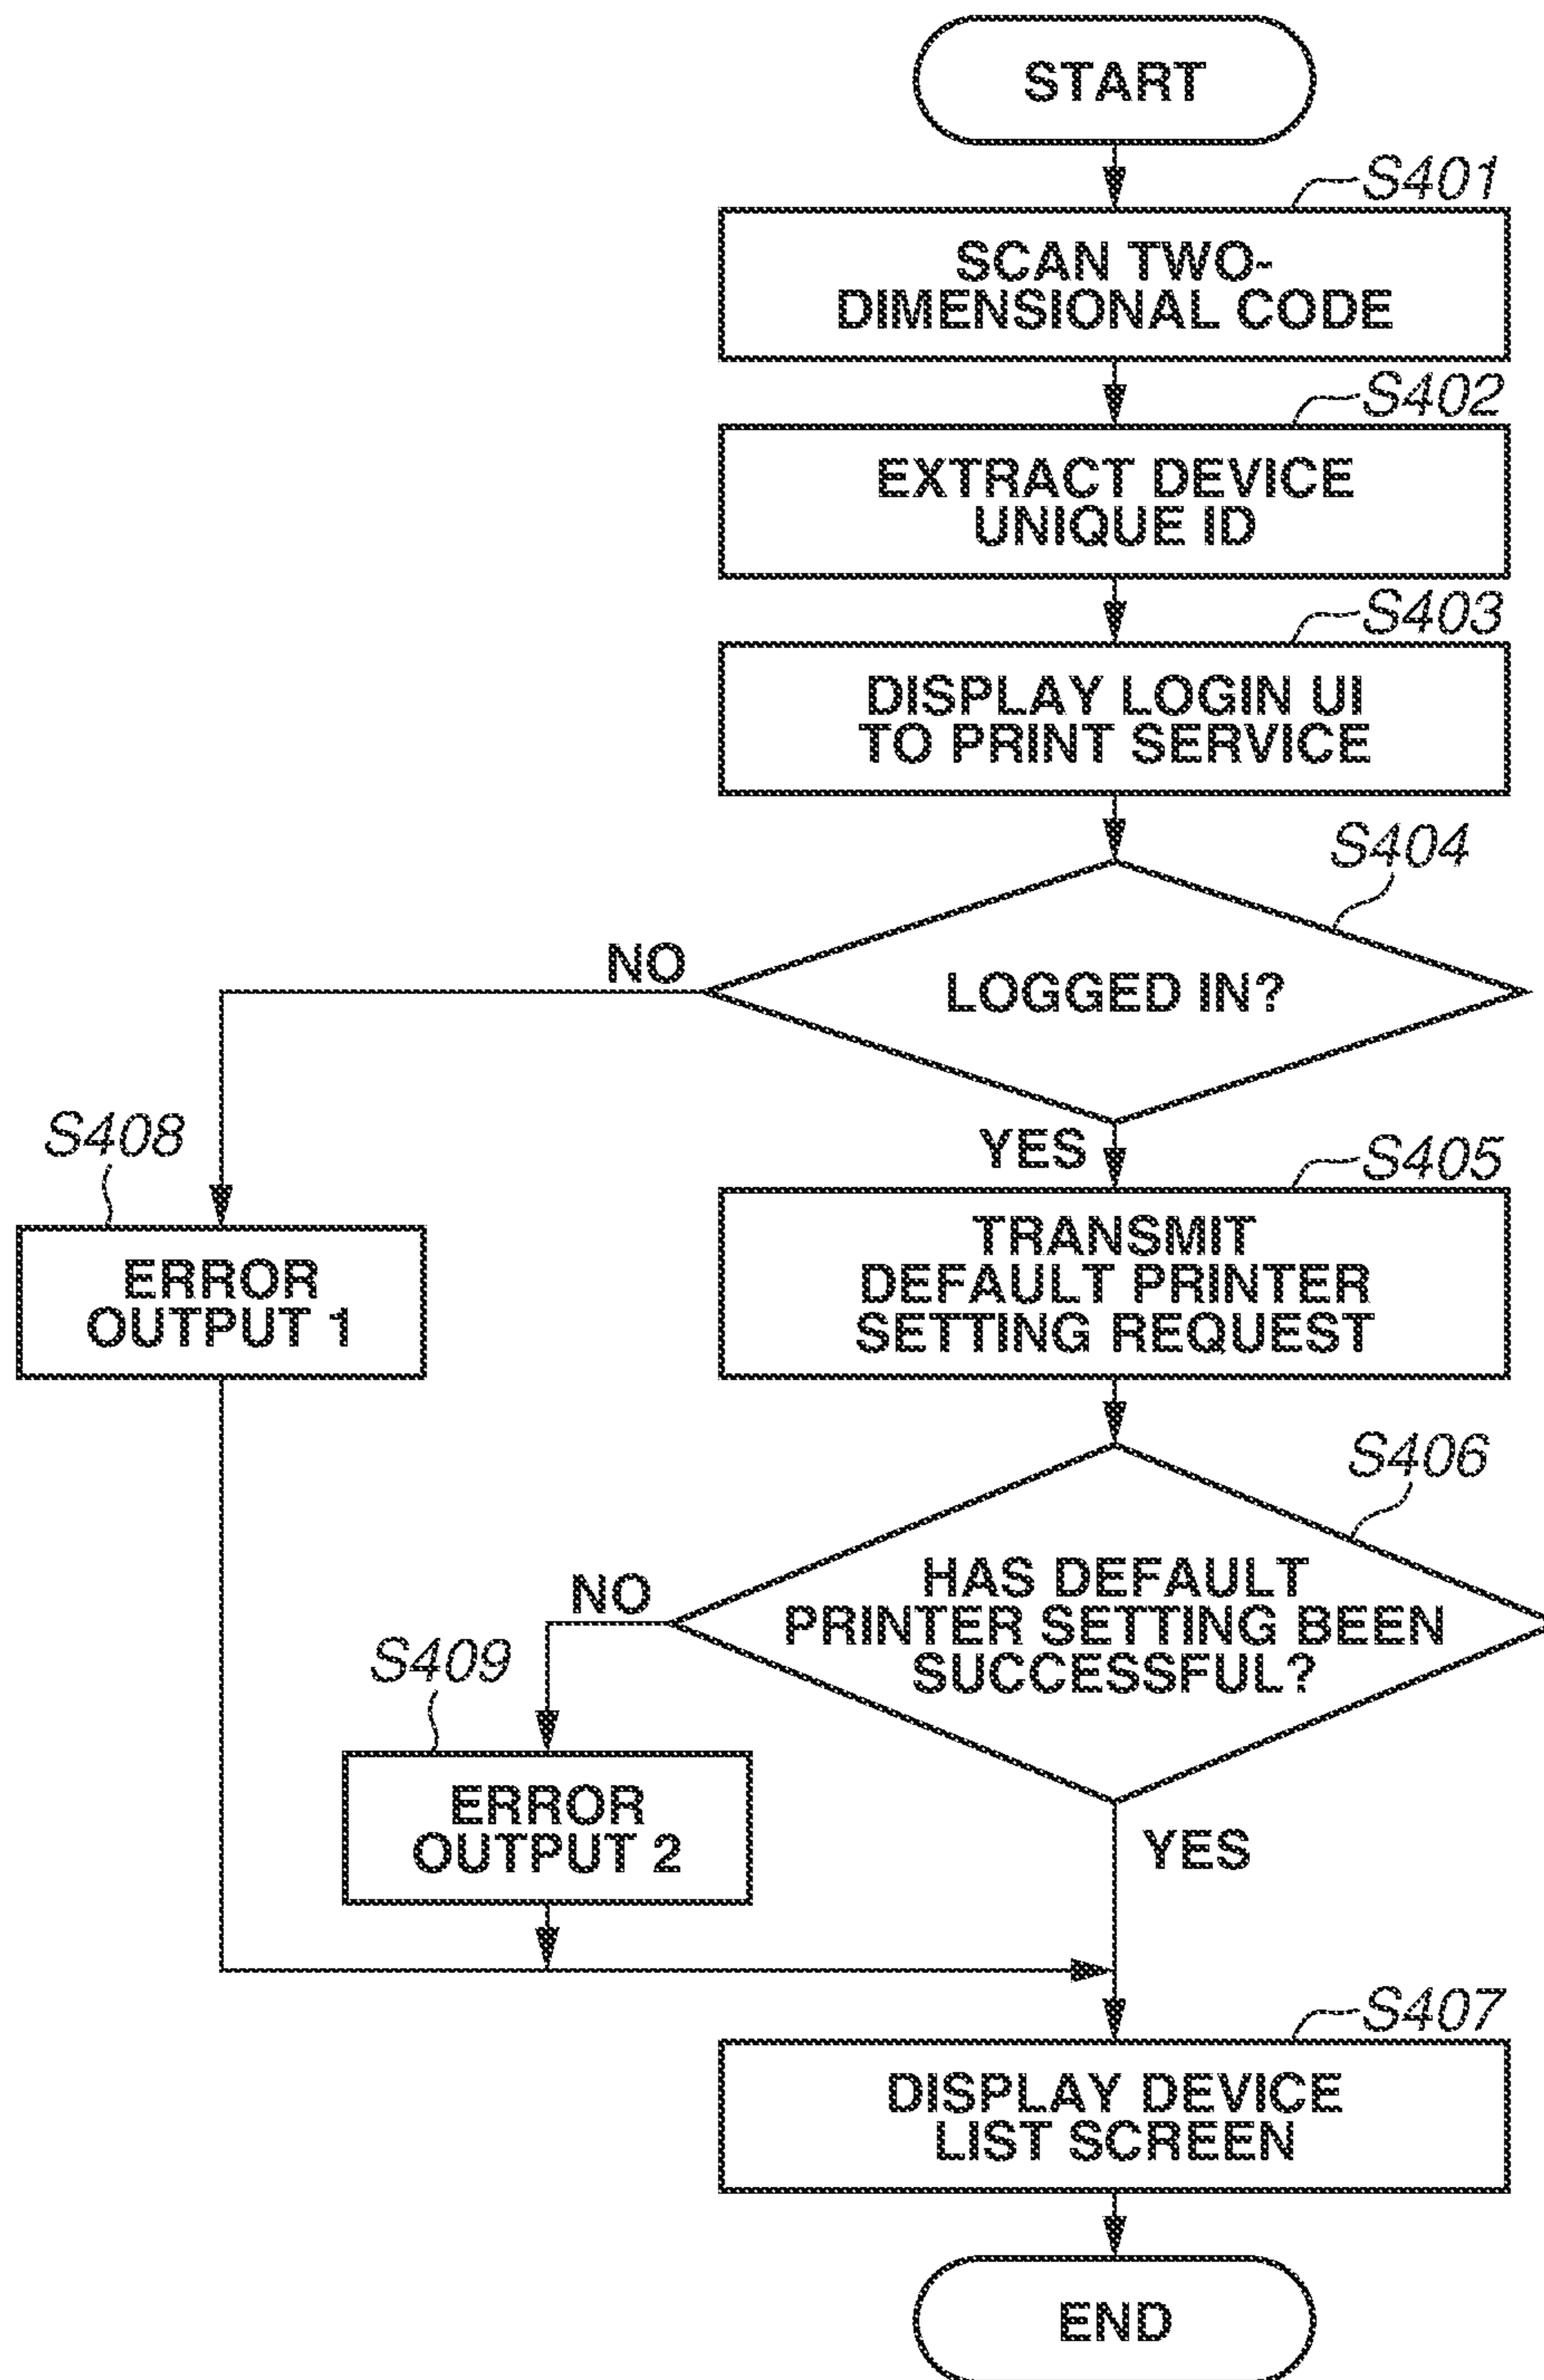 START
S401
SCAN TWO-
DIMENSIONAL CODE
S402
EXTRACT DEVICE
UNIQUE ID
S403
DISPLAY LOGIN UI
TO PRINT SERVICE
S404
NO
LOGGED IN?
YES
S408
ERROR
OUTPUT 1
S405
TRANSMIT
DEFAULT PRINTER
SETTING REQUEST
S406
NO
HAS DEFAULT
PRINTER SETTING BEEN
SUCCESSFUL?
S409
ERROR
OUTPUT 2
YES
S407
DISPLAY DEVICE
LIST SCREEN
END